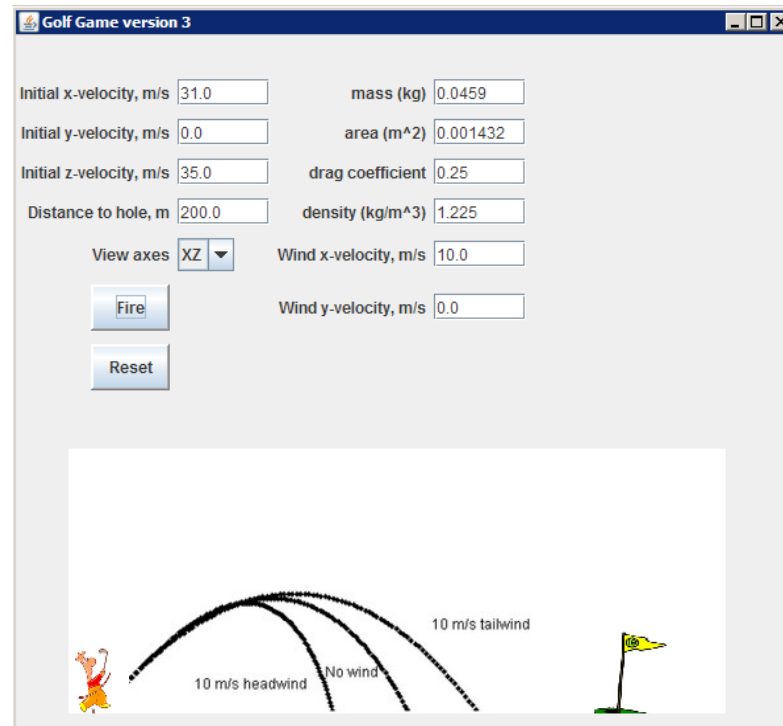 Golf Game version 3
Initial x-velocity, m/s 31.0 mass (kg) 0.0459
Initial y-velocity, m/s 0.0 area (m^2) 0.001432
Initial z-velocity, m/s 35.0 drag coefficient 0.25
Distance to hole, m 200.0 density (kg/m^3) 1.225
View axes XZ Wind x-velocity, m/s 10.0
Fire Wind y-velocity, m/s 0.0
Reset
10 m/s tailwind
No wind
10 m/s headwind